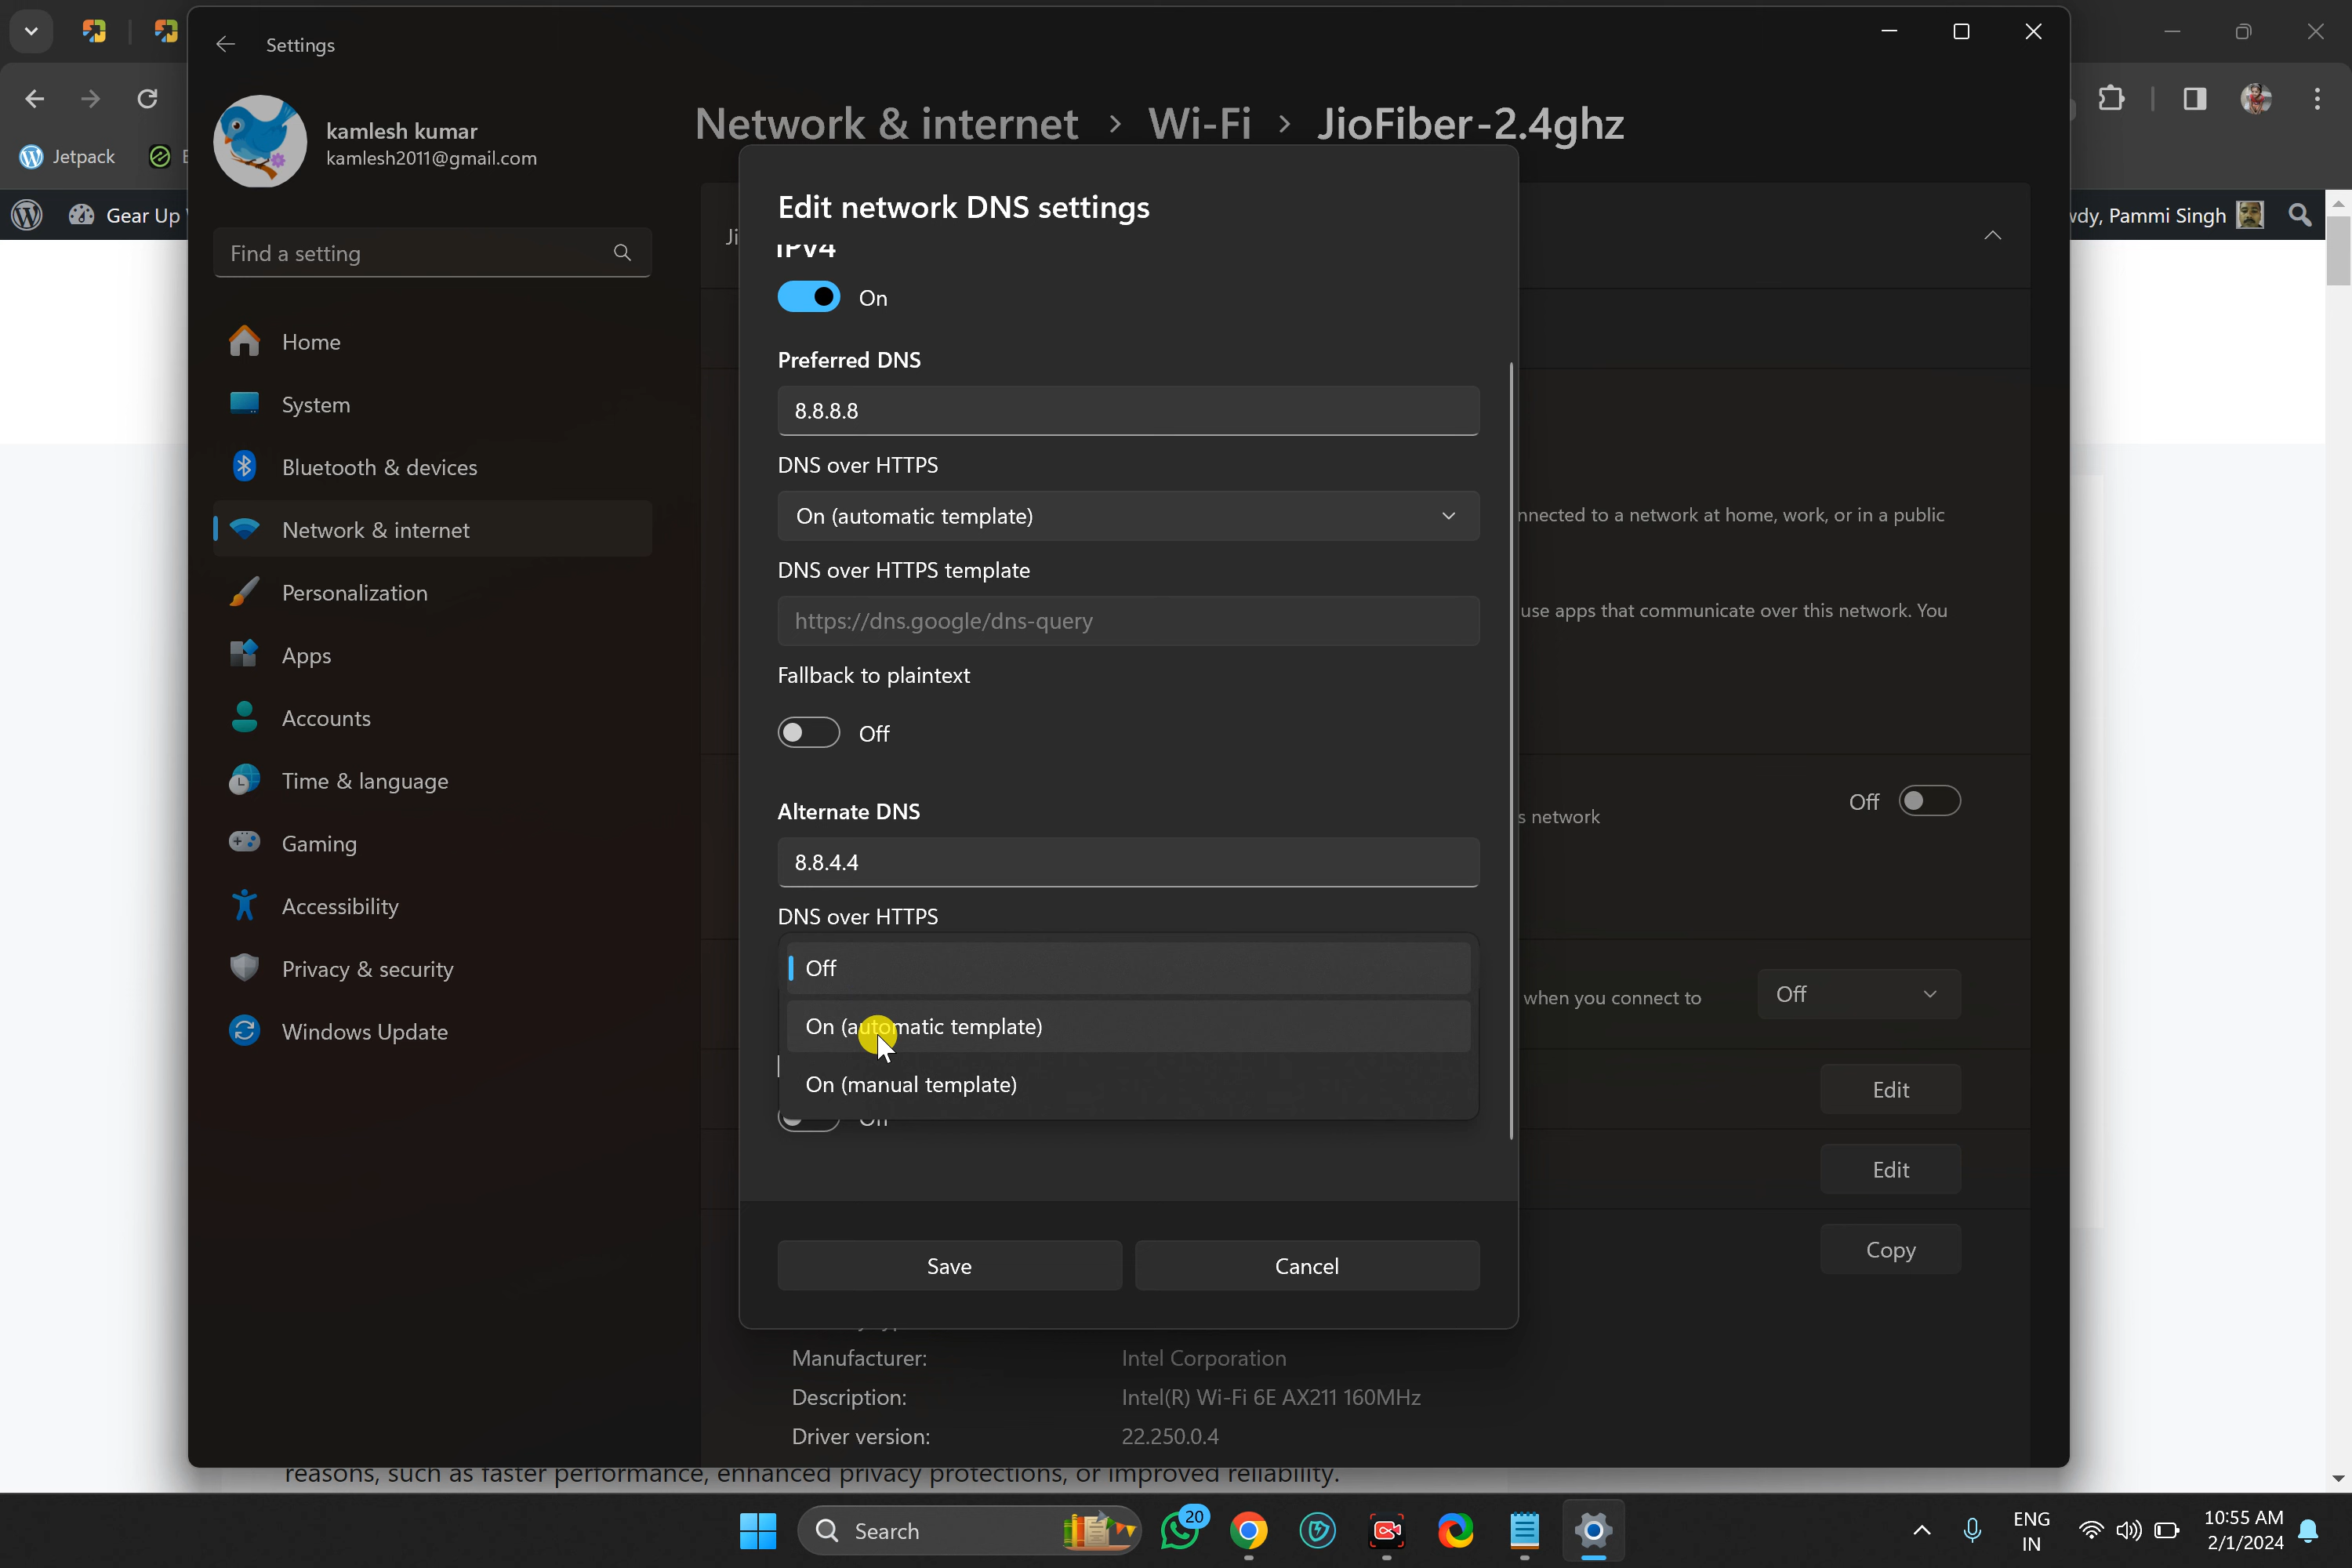 Settings
kamlesh kumar
kamlesh2011@gmail.com
Find a setting
Home
System
Bluetooth & devices
Network & internet
Personalization
Apps
Accounts
Time & language
Gaming
Accessibility
Privacy & security
Windows Update
Jetpack
Gear Up
Pammi Singh
Network & internet > Wi-Fi > JioFiber-2.4ghz
Edit network DNS settings
IPv4
On
Preferred DNS
8.8.8.8
DNS over HTTPS
On (automatic template)
DNS over HTTPS template
https://dns.google/dns-query
Fallback to plaintext
Off
Alternate DNS
8.8.4.4
DNS over HTTPS
Off
On (automatic template)
On (manual template)
Save
Cancel
to a network at home, work, or in a public
use apps that communicate over this network. You
network
Off
when you connect to
Off
Edit
Edit
Copy
Manufacturer: Intel Corporation
Description: Intel(R) Wi-Fi 6E AX211 160MHz
Driver version: 22.250.0.4
reasons, such as faster performance, enhanced privacy protections, or improved reliability.
Search
20
ENG
IN
10:55 AM
2/1/2024